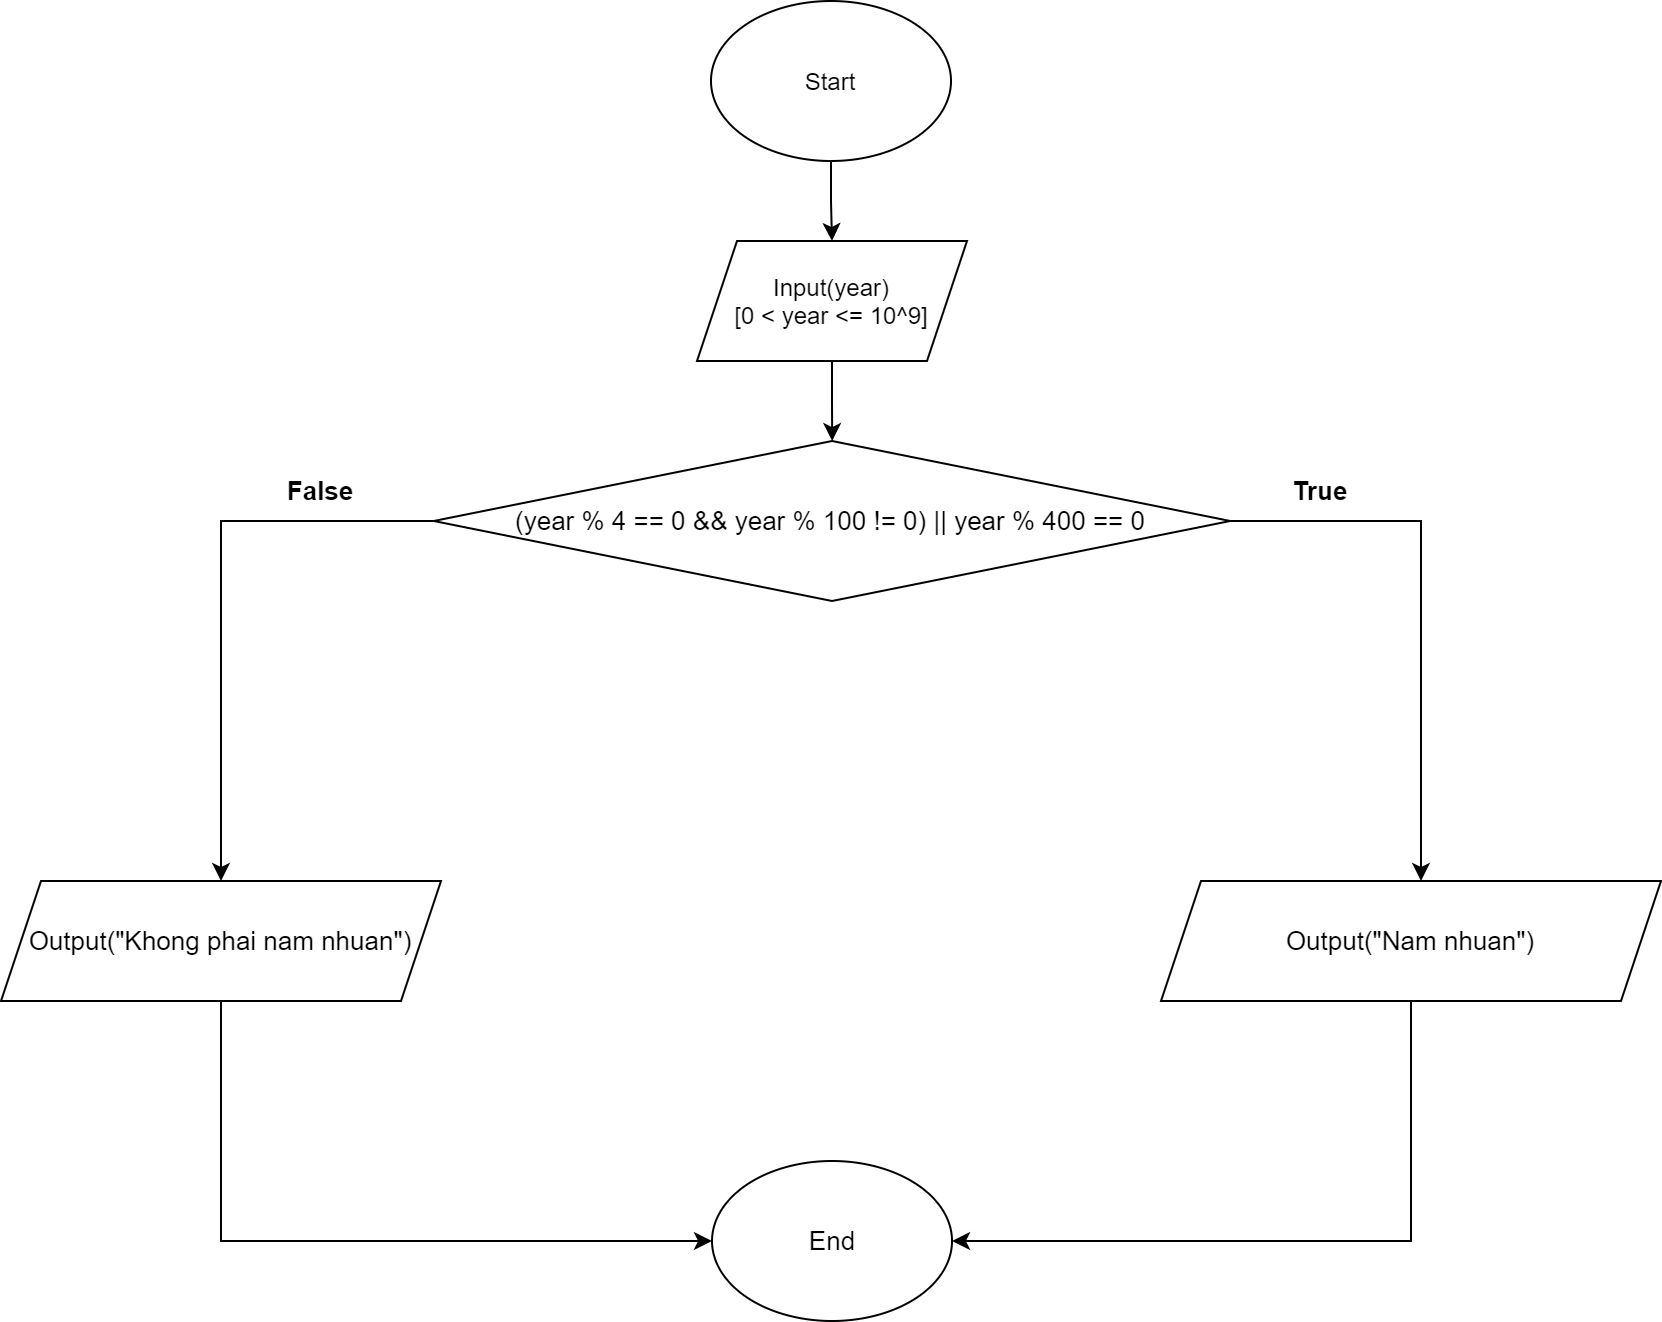 Start
Input(year)
[0 < year <= 10^9]
False
True
(year % 4 == 0 && year % 100 != 0) || year % 400 == 0
Output("Khong phai nam nhuan")
Output("Nam nhuan")
End